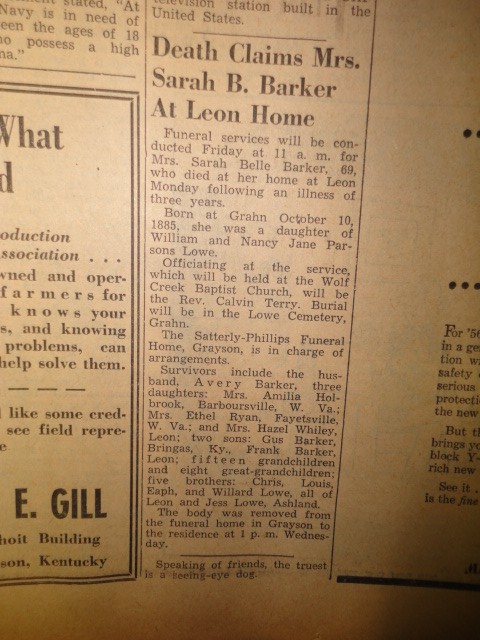 ment stated, "At
Navy is in need of
een the ages of 18
ho possess a high
ma."
What
d
oduction
ssociation . . .
wned and oper-
farmers for
knows your
s, and knowing
problems, can
help solve them.
l like some cred-
see field repre-
e
E. GILL
hoit Building
son, Kentucky
television station built in the
United States.
Death Claims Mrs.
Sarah B. Barker
At Leon Home
Funeral services will be con-
ducted Friday at 11 a. m. for
Mrs. Sarah Belle Barker, 69,
who died at her home at Leon
Monday following an illness of
three years.
Born at Grahn October 10,
1885, she was a daughter of
William and Nancy Jane Par-
sons Lowe.
Officiating at the service,
which will be held at the Wolf
Creek Baptist Church, will be
the Rev. Calvin Terry. Burial
will be in the Lowe Cemetery,
Grahn.
The Satterly-Phillips Funeral
Home, Grayson, is in charge of
arrangements.
Survivors include the hus-
band, Avery Barker, three
daughters: Mrs. Amilia Hol-
brook, Barboursville, W. Va.;
Mrs. Ethel Ryan, Fayetsville,
W. Va.; and Mrs. Hazel Whiley,
Leon; two sons: Gus Barker,
Bringas, Ky., Frank Barker,
Leon; fifteen grandchildren
and eight great-grandchildren;
five brothers: Chris, Louis,
Eaph, and Willard Lowe, all of
Leon and Jess Lowe, Ashland.
The body was removed from
the funeral home in Grayson to
the residence at 1 p. m. Wednes-
day.
Speaking of friends, the truest
is a seeing-eye dog.
For '56
in a ge
tion wa
safety
serious
protecti
the new
But th
brings yo
block Y-
rich new
See it .
is the fine